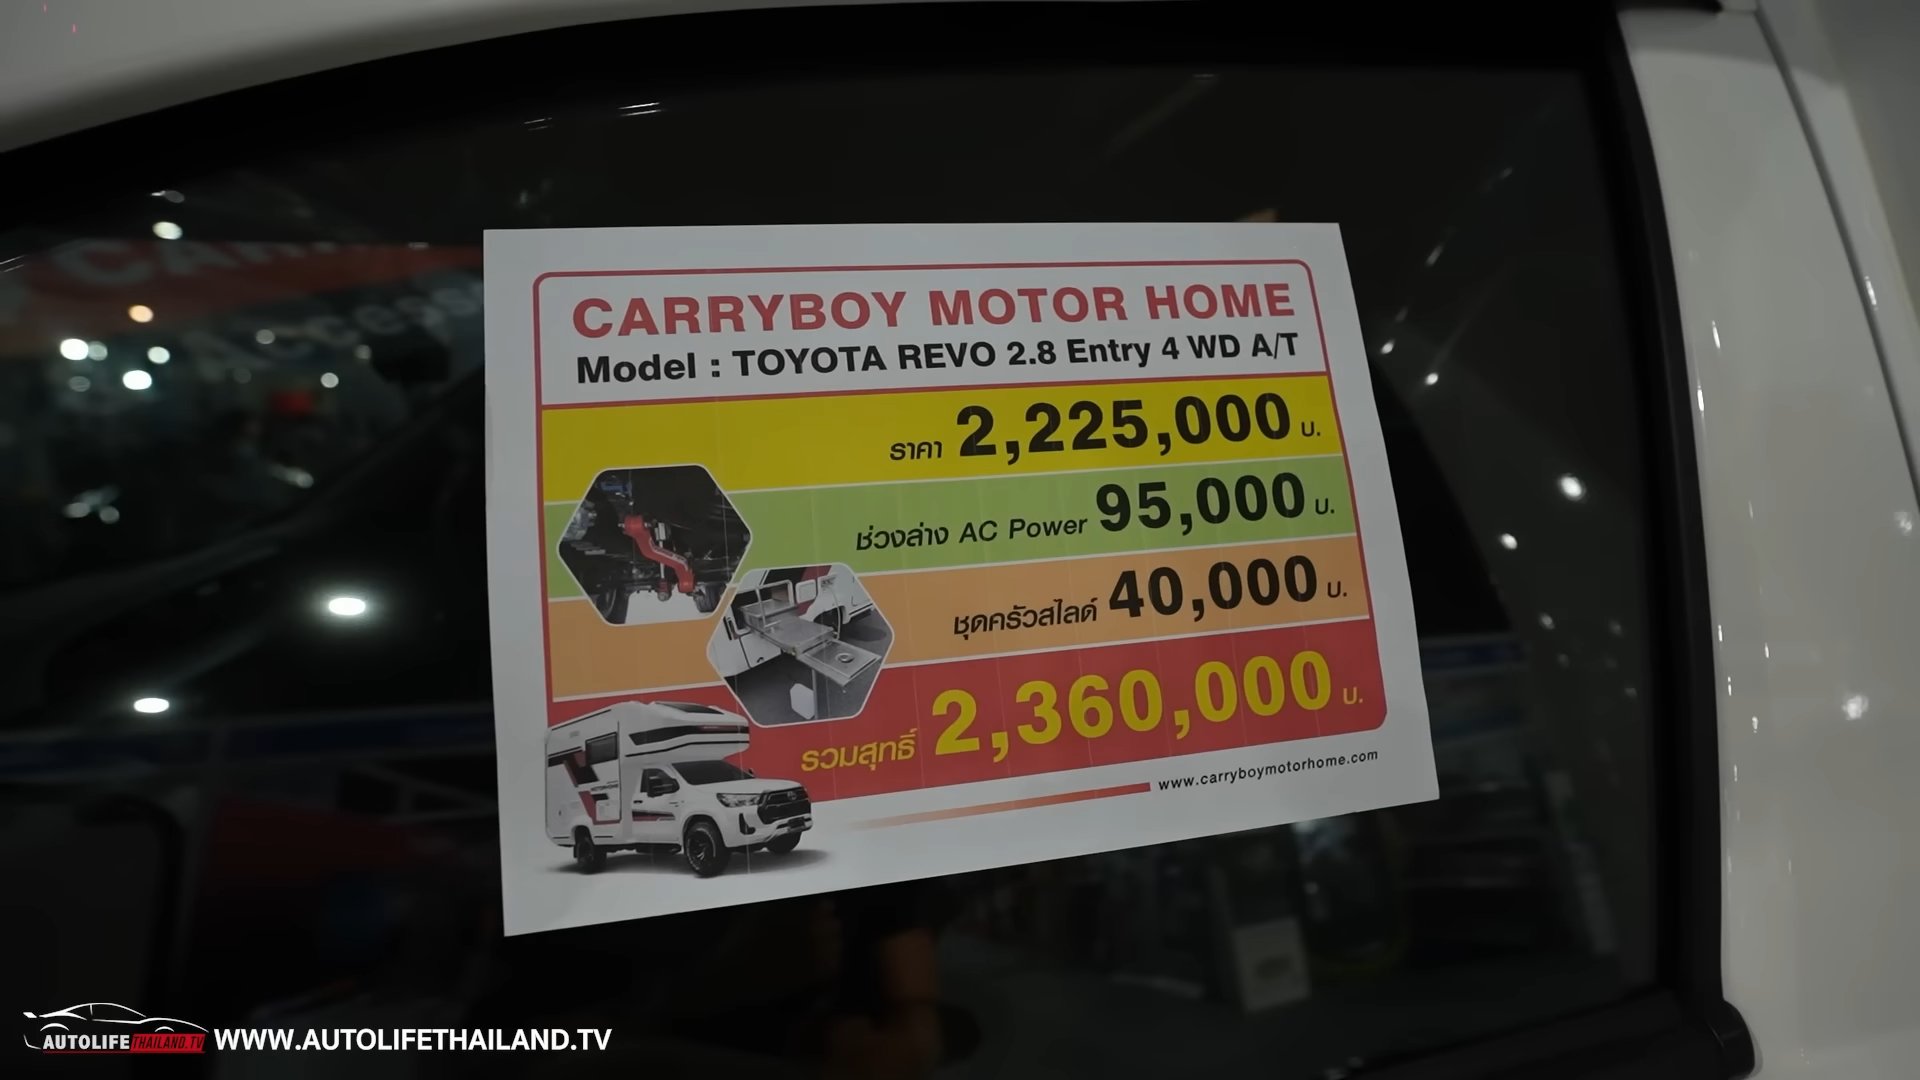 CARRYBOY MOTOR HOME
Model : TOYOTA REVO 2.8 Entry 4 WD A/T
ราคา 2,225,000 บ.
ช่วงล่าง AC Power 95,000 บ.
ชุดครัวสไลด์ 40,000 บ.
รวมสุทธิ์ 2,360,000 บ.
www.carryboymotorhome.com
AUTOLIFETHAILAND.TV WWW.AUTOLIFETHAILAND.TV